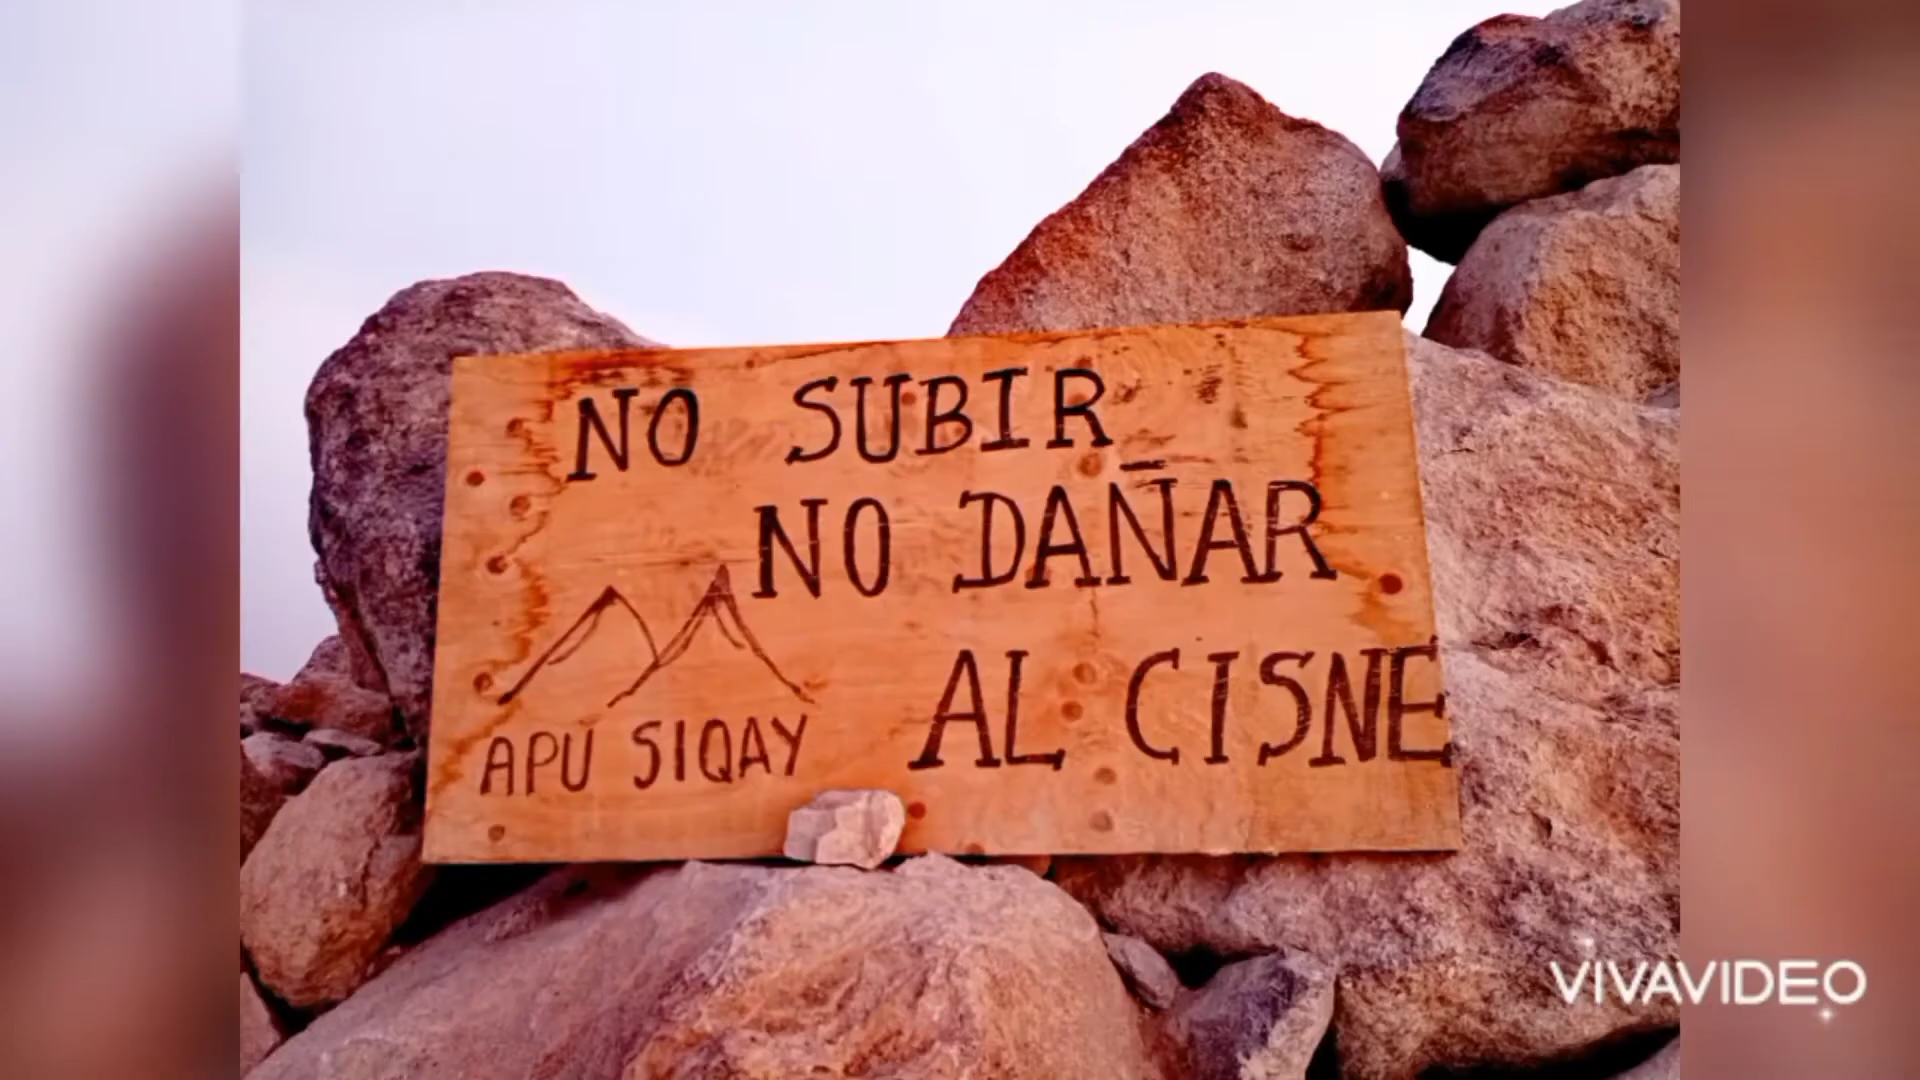 NO SUBIR
NO DAÑAR
AL CISNE
APU SIQAY
VIVAVIDEO